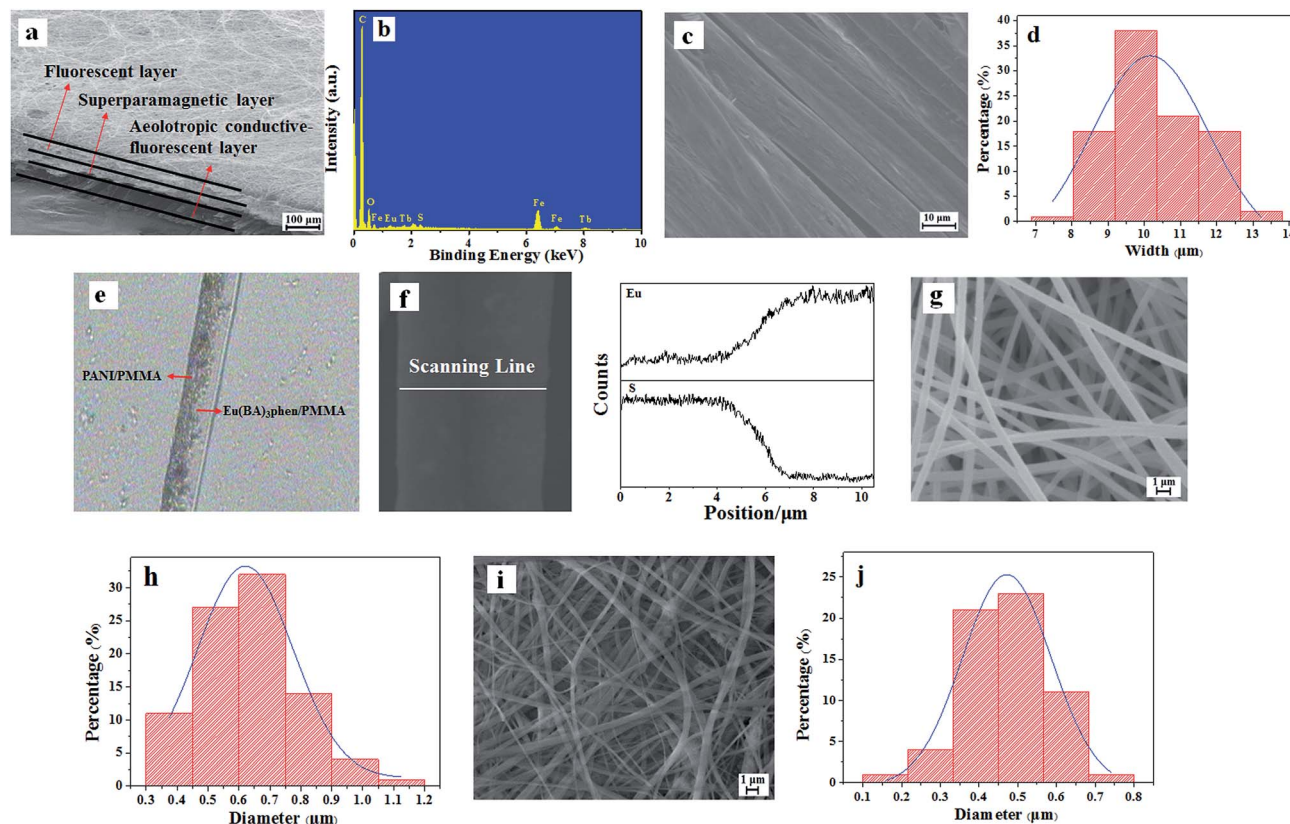 a
Fluorescent layer
Superparamagnetic layer
Aeolotropic conductive-
fluorescent layer
100 μm
b
Intensity (a.u.)
C
O
Fe Eu Tb S
Fe
Fe
Tb
0 2 4 6 8 10
Binding Energy (keV)
c
10 μm
d
Percentage (%)
40
35
30
25
20
15
10
5
0
7 8 9 10 11 12 13 14
Width (μm)
e
PANI/PMMA
Eu(BA)₃phen/PMMA
f
Scanning Line
Counts
Eu
S
0 2 4 6 8 10
Position/μm
g
1 μm
h
Percentage (%)
30
25
20
15
10
5
0
0.3 0.4 0.5 0.6 0.7 0.8 0.9 1.0 1.1 1.2
Diameter (μm)
i
1 μm
j
Percentage (%)
25
20
15
10
5
0
0.1 0.2 0.3 0.4 0.5 0.6 0.7 0.8
Diameter (μm)